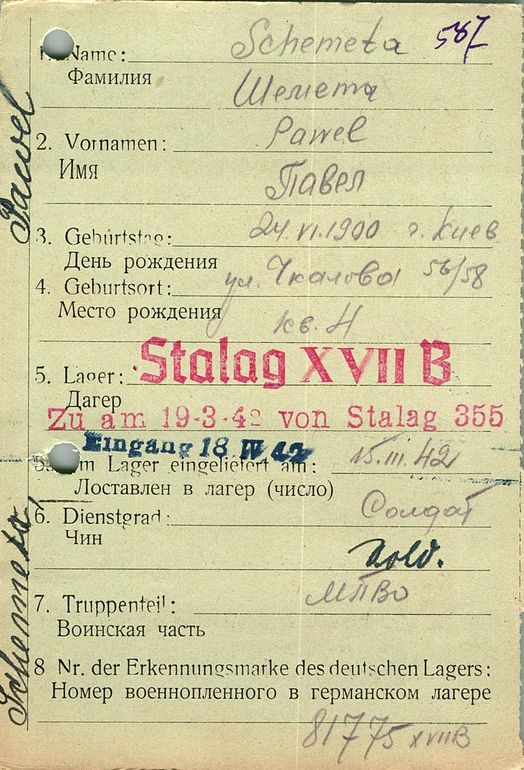 587
1. Name: Schemeta
Фамилия Шемета
2. Vornamen: Pawel
Имя Павел
3. Geburtstag: 24.VI.1900 г. Киев
День рождения
4. Geburtsort: ул. Чкалова 56/58
Место рождения кв. 4
5. Lager: Stalag XVII B
Лагер
Zu am 19-3-42 von Stalag 355
Eingang 18 IV 42
5a. Im Lager eingeliefert am: 15.III.42
Доставлен в лагер (число)
6. Dienstgrad: Солдат
Чин Sold.
7. Truppenteil: МПВО
Воинская часть
8 Nr. der Erkennungsmarke des deutschen Lagers:
Номер военнопленного в германском лагере
81775 XVIIB
Schemeta, Pawel